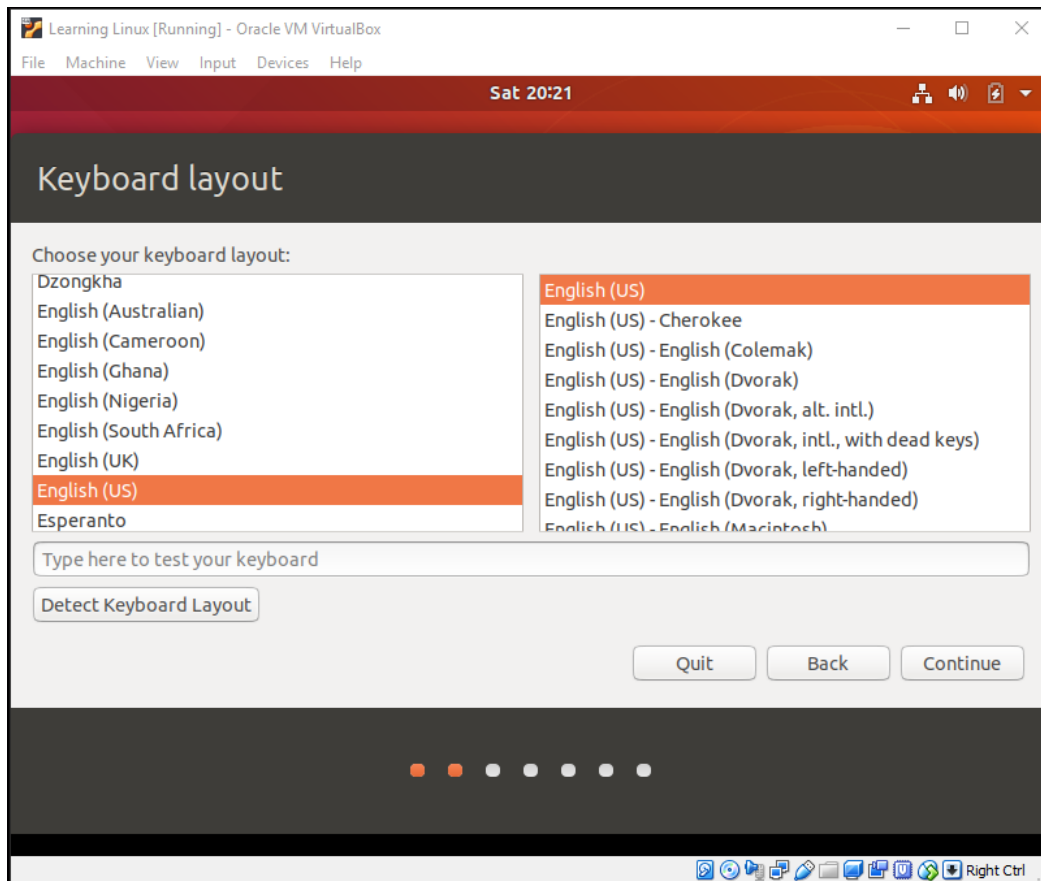 Learning Linux [Running] - Oracle VM VirtualBox
File Machine View Input Devices Help
Sat 20:21
Keyboard layout
Choose your keyboard layout:
Dzongkha
English (Australian)
English (Cameroon)
English (Ghana)
English (Nigeria)
English (South Africa)
English (UK)
English (US)
Esperanto
English (US)
English (US) - Cherokee
English (US) - English (Colemak)
English (US) - English (Dvorak)
English (US) - English (Dvorak, alt. intl.)
English (US) - English (Dvorak, intl., with dead keys)
English (US) - English (Dvorak, left-handed)
English (US) - English (Dvorak, right-handed)
English (US) - English (Macintosh)
Type here to test your keyboard
Detect Keyboard Layout
Quit Back Continue
Right Ctrl